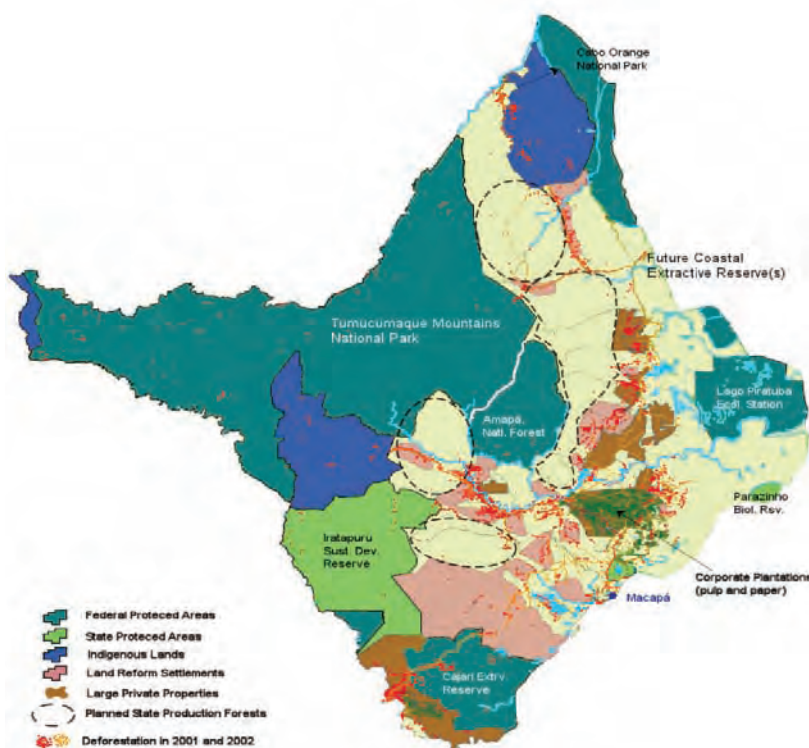 Cabo Orange
National Park
Future Coastal
Extractive Reserve(s)
Tumucumaque Mountains
National Park
Lago Piratuba
Ecol. Station
Amapá
Natl. Forest
Parazinho
Biol. Rsv.
Iratapuru
Sust. Dev.
Reserve
Corporate Plantations
(pulp and paper)
Macapá
Cajari Extrv.
Reserve
Federal Proteced Areas
State Proteced Areas
Indigenous Lands
Land Reform Settlements
Large Private Properties
Planned State Production Forests
Deforestation in 2001 and 2002